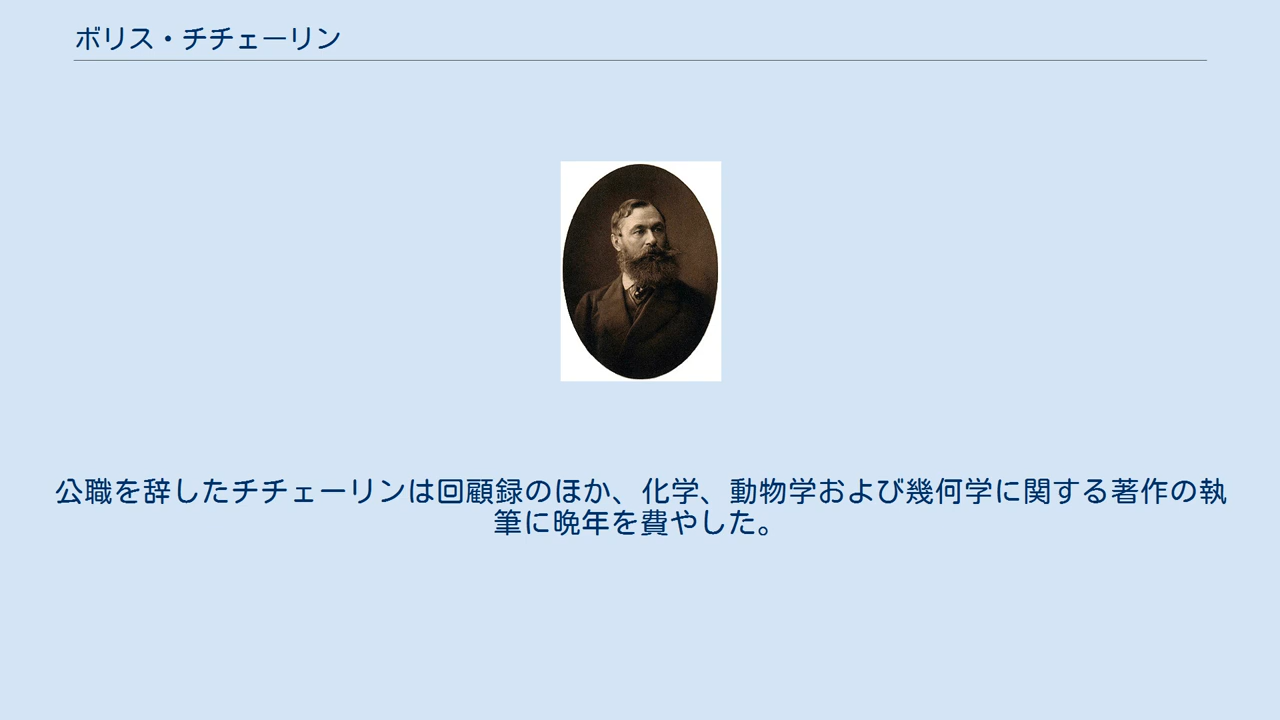 ボリス・チチェーリン
公職を辞したチチェーリンは回顧録のほか、化学、動物学および幾何学に関する著作の執
筆に晩年を費やした。